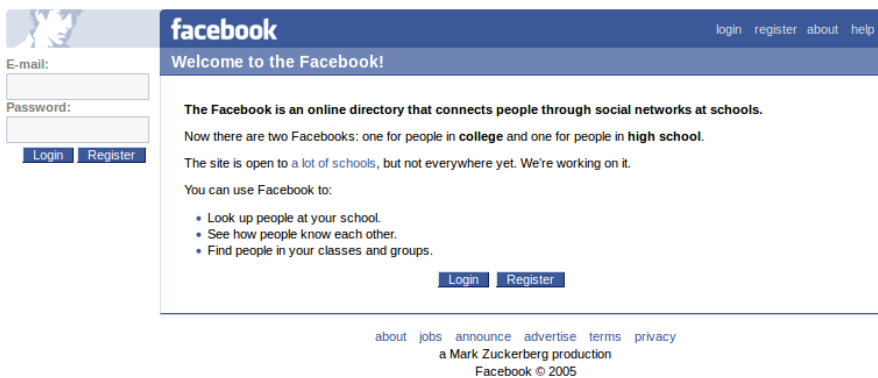 facebook
login register about help
E-mail:
Password:
Login Register
Welcome to the Facebook!
The Facebook is an online directory that connects people through social networks at schools.
Now there are two Facebooks: one for people in college and one for people in high school.
The site is open to a lot of schools, but not everywhere yet. We're working on it.
You can use Facebook to:
• Look up people at your school.
• See how people know each other.
• Find people in your classes and groups.
Login Register
about jobs announce advertise terms privacy
a Mark Zuckerberg production
Facebook © 2005